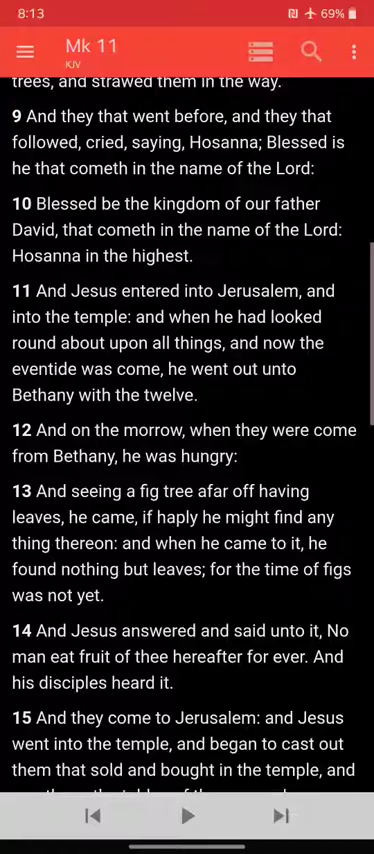 8:13 69%
Mk 11
KJV
trees, and strawed them in the way.
9 And they that went before, and they that
followed, cried, saying, Hosanna; Blessed is
he that cometh in the name of the Lord:
10 Blessed be the kingdom of our father
David, that cometh in the name of the Lord:
Hosanna in the highest.
11 And Jesus entered into Jerusalem, and
into the temple: and when he had looked
round about upon all things, and now the
eventide was come, he went out unto
Bethany with the twelve.
12 And on the morrow, when they were come
from Bethany, he was hungry:
13 And seeing a fig tree afar off having
leaves, he came, if haply he might find any
thing thereon: and when he came to it, he
found nothing but leaves; for the time of figs
was not yet.
14 And Jesus answered and said unto it, No
man eat fruit of thee hereafter for ever. And
his disciples heard it.
15 And they come to Jerusalem: and Jesus
went into the temple, and began to cast out
them that sold and bought in the temple, and